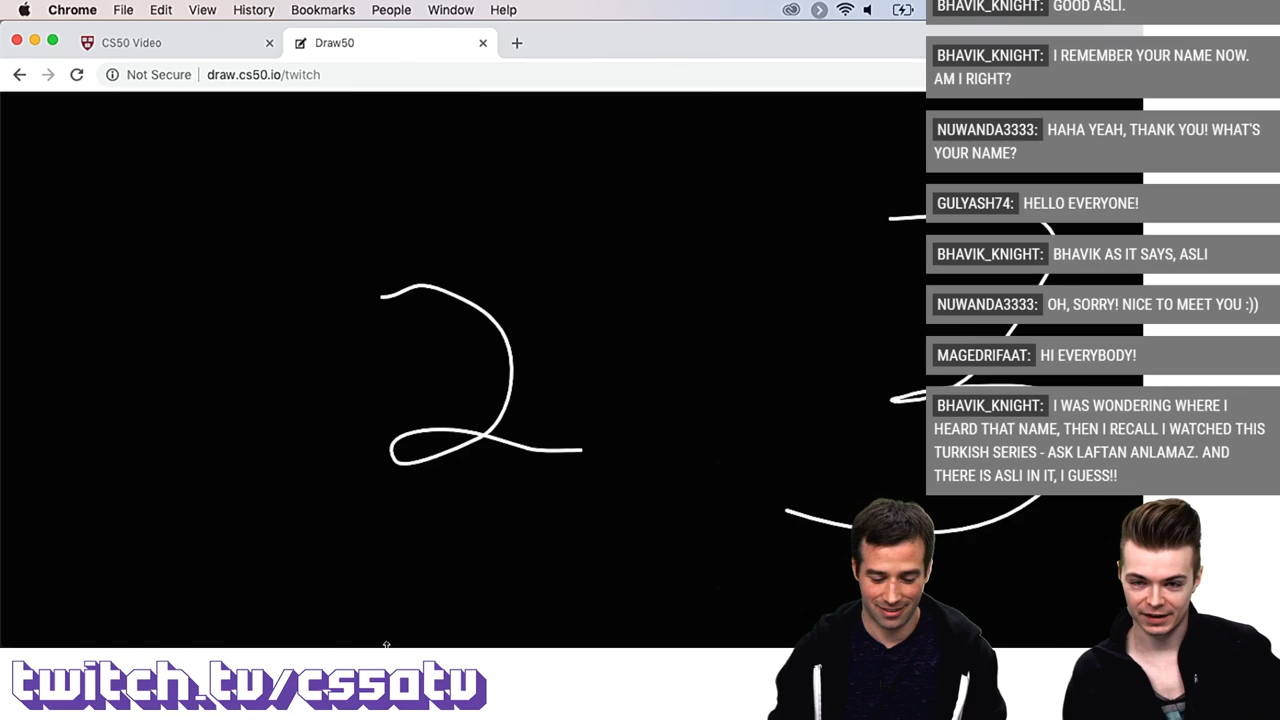 Chrome File Edit View History Bookmarks People Window Help
CS50 Video
Draw50
Not Secure draw.cs50.io/twitch
2
3
BHAVIK_KNIGHT: GOOD ASLI.
BHAVIK_KNIGHT: I REMEMBER YOUR NAME NOW.
AM I RIGHT?
NUWANDA3333: HAHA YEAH, THANK YOU! WHAT'S
YOUR NAME?
GULYASH74: HELLO EVERYONE!
BHAVIK_KNIGHT: BHAVIK AS IT SAYS, ASLI
NUWANDA3333: OH, SORRY! NICE TO MEET YOU :))
MAGEDRIFAAT: HI EVERYBODY!
BHAVIK_KNIGHT: I WAS WONDERING WHERE I
HEARD THAT NAME, THEN I RECALL I WATCHED THIS
TURKISH SERIES - ASK LAFTAN ANLAMAZ. AND
THERE IS ASLI IN IT, I GUESS!!
twitch.tv/cs50tv